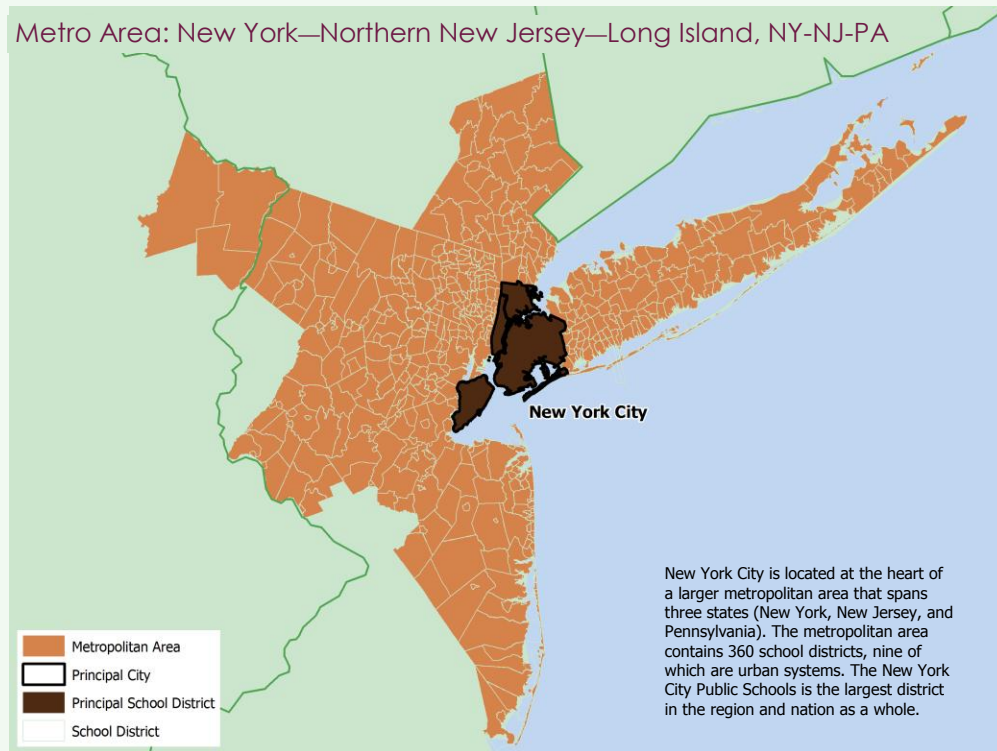 Metro Area: New York—Northern New Jersey—Long Island, NY-NJ-PA
New York City
New York City is located at the heart of
a larger metropolitan area that spans
three states (New York, New Jersey, and
Pennsylvania). The metropolitan area
contains 360 school districts, nine of
which are urban systems. The New York
City Public Schools is the largest district
in the region and nation as a whole.
Metropolitan Area
Principal City
Principal School District
School District